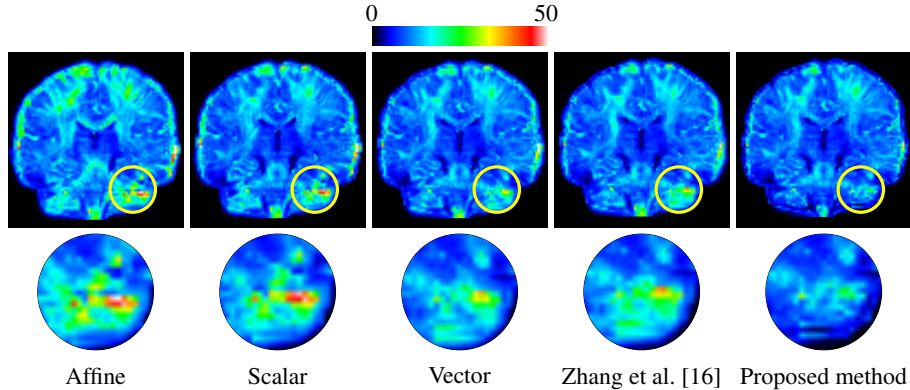 0 50
Affine Scalar Vector Zhang et al. [16] Proposed method